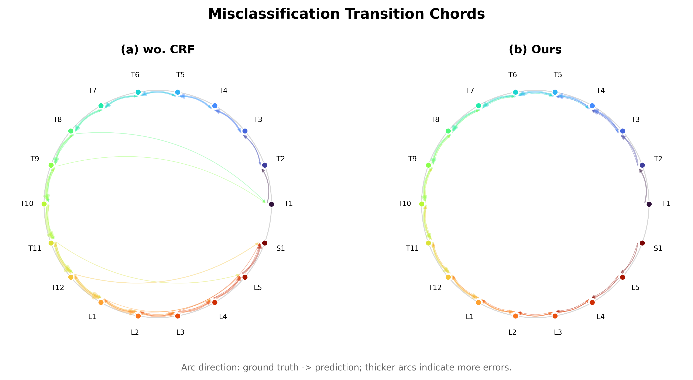 Misclassification Transition Chords
(a) wo. CRF
(b) Ours
T6
T5
T7
T4
T8
T3
T9
T2
T10
T1
T11
S1
T12
L5
L1
L4
L2
L3
T6
T5
T7
T4
T8
T3
T9
T2
T10
T1
T11
S1
T12
L5
L1
L4
L2
L3
Arc direction: ground truth -> prediction; thicker arcs indicate more errors.